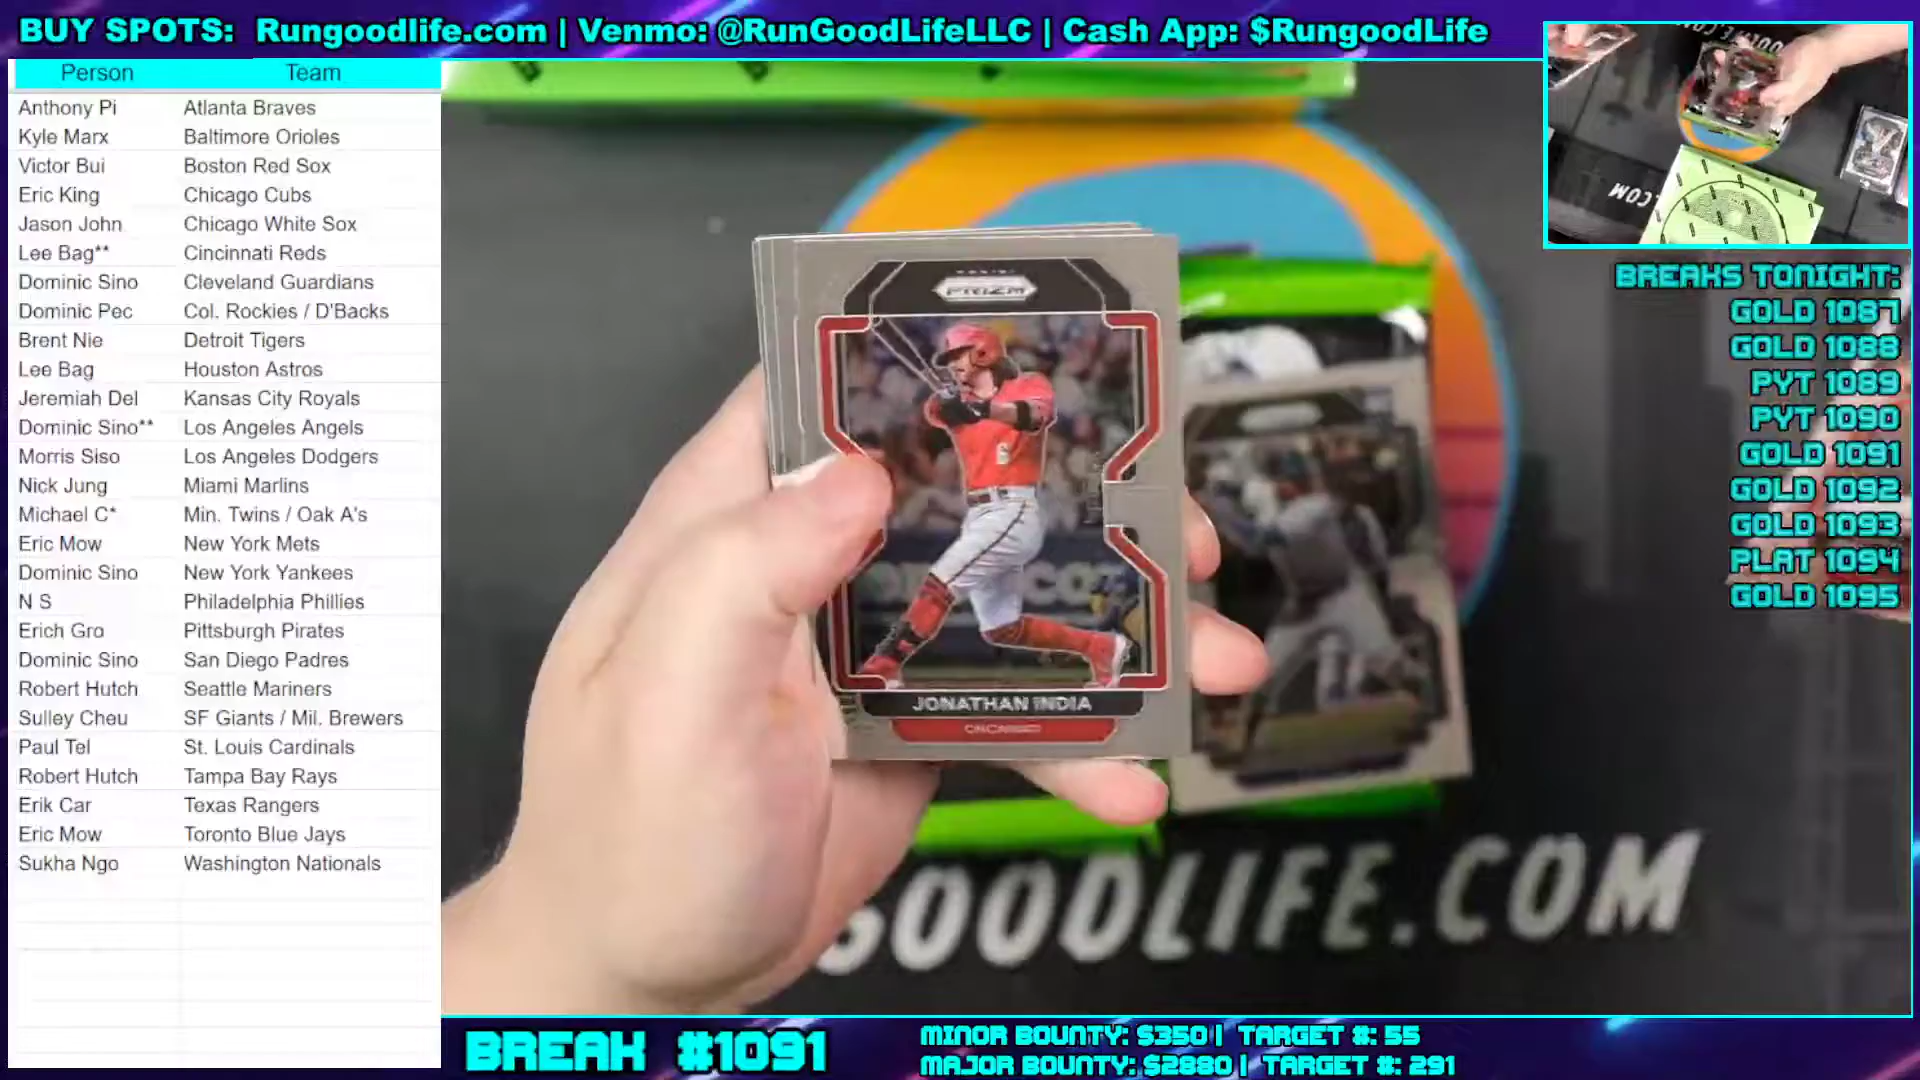 BUY SPOTS: Rungoodlife.com | Venmo: @RunGoodLifeLLC | Cash App: $RungoodLife
Person Team
Anthony Pi Atlanta Braves
Kyle Marx Baltimore Orioles
Victor Bui Boston Red Sox
Eric King Chicago Cubs
Jason John Chicago White Sox
Lee Bag** Cincinnati Reds
Dominic Sino Cleveland Guardians
Dominic Pec Col. Rockies / D'Backs
Brent Nie Detroit Tigers
Lee Bag Houston Astros
Jeremiah Del Kansas City Royals
Dominic Sino** Los Angeles Angels
Morris Siso Los Angeles Dodgers
Nick Jung Miami Marlins
Michael C* Min. Twins / Oak A's
Eric Mow New York Mets
Dominic Sino New York Yankees
N S Philadelphia Phillies
Erich Gro Pittsburgh Pirates
Dominic Sino San Diego Padres
Robert Hutch Seattle Mariners
Sulley Cheu SF Giants / Mil. Brewers
Paul Tel St. Louis Cardinals
Robert Hutch Tampa Bay Rays
Erik Car Texas Rangers
Eric Mow Toronto Blue Jays
Sukha Ngo Washington Nationals
PRIZM
6
JONATHAN INDIA
CINCINNATI
GOODLIFE.COM
.COM
BREAKS TONIGHT:
GOLD 1087
GOLD 1088
PYT 1089
PYT 1090
GOLD 1091
GOLD 1092
GOLD 1093
PLAT 1094
GOLD 1095
BREAK #1091
MINOR BOUNTY: $350 | TARGET #: 55
MAJOR BOUNTY: $2880 | TARGET #: 291